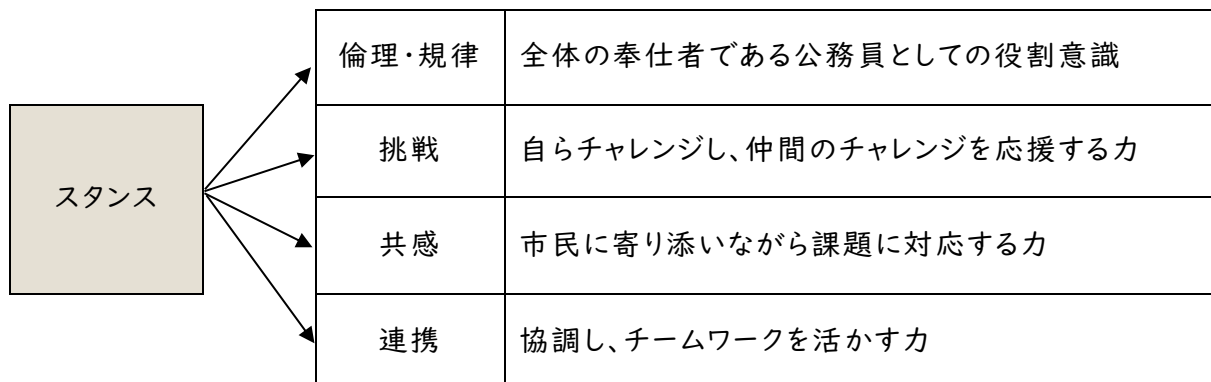 スタンス
倫理・規律 全体の奉仕者である公務員としての役割意識
挑戦 自らチャレンジし、仲間のチャレンジを応援する力
共感 市民に寄り添いながら課題に対応する力
連携 協調し、チームワークを活かす力